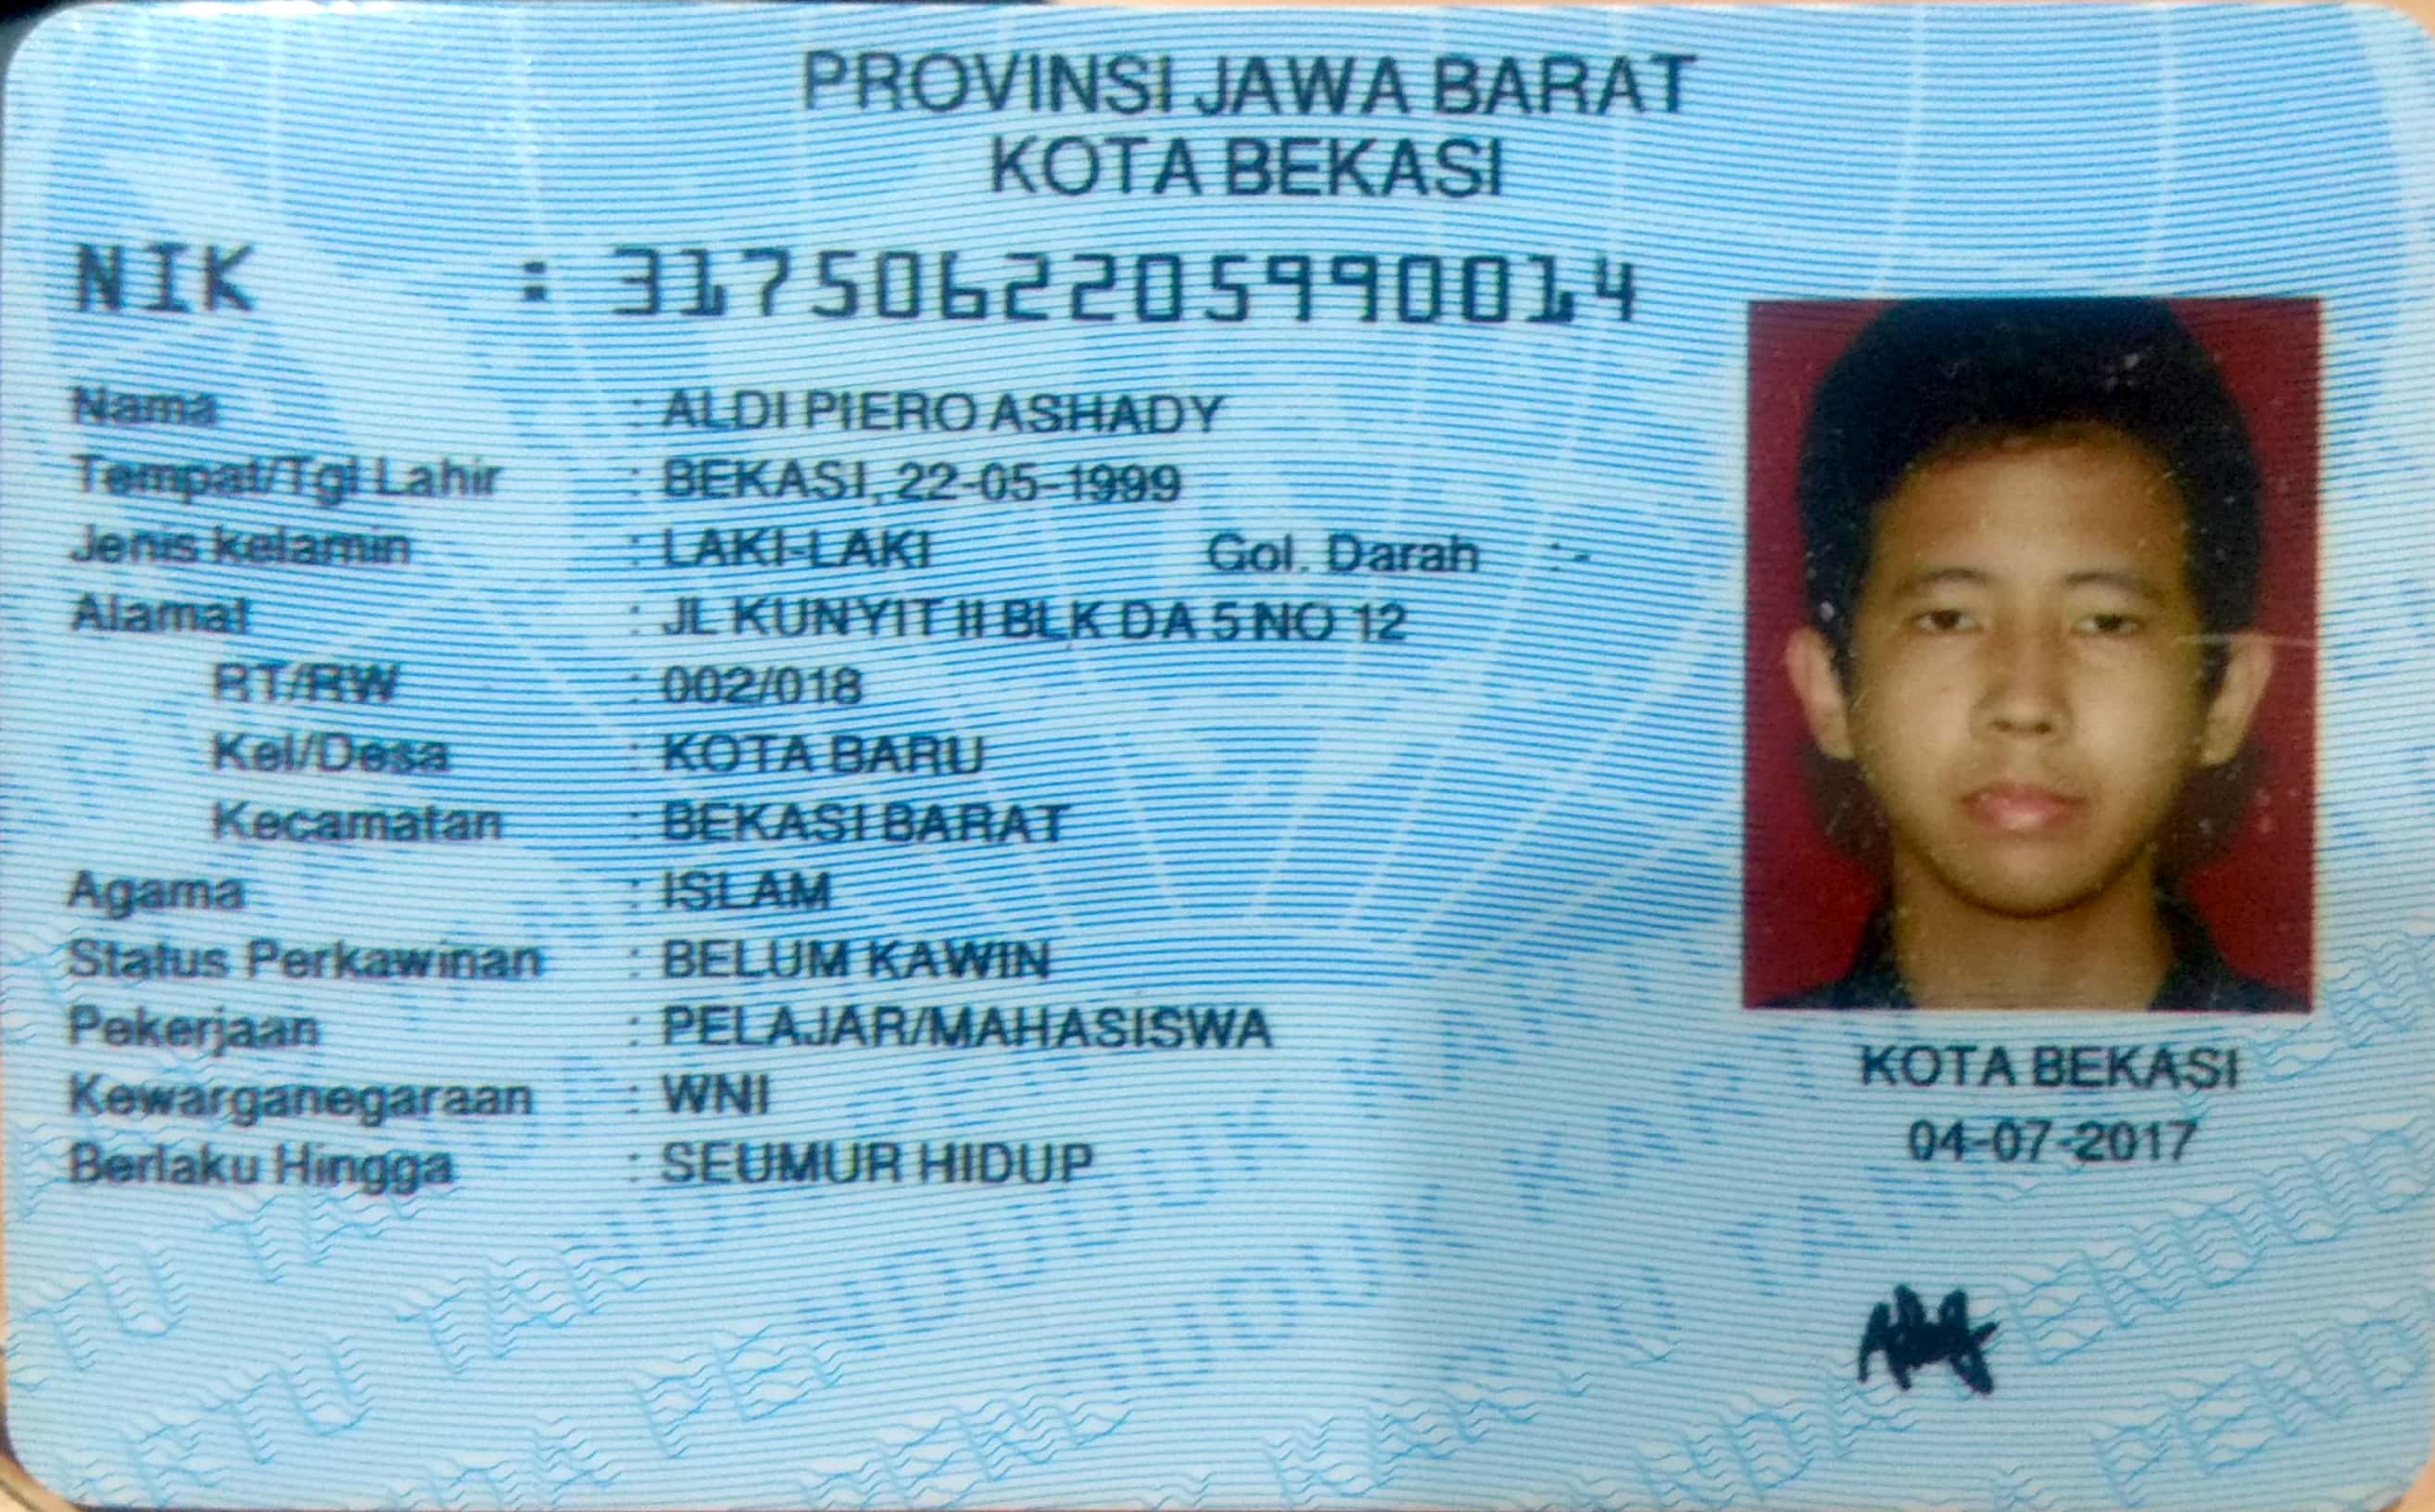 PROVINSI JAWA BARAT
KOTA BEKASI
NIK : 3175062205990014
Nama : ALDI PIERO ASHADY
Tempat/Tgl Lahir : BEKASI, 22-05-1999
Jenis kelamin : LAKI-LAKI Gol. Darah : -
Alamat : JL KUNYIT II BLK DA 5 NO 12
RT/RW : 002/018
Kel/Desa : KOTA BARU
Kecamatan : BEKASI BARAT
Agama : ISLAM
Status Perkawinan : BELUM KAWIN
Pekerjaan : PELAJAR/MAHASISWA
Kewarganegaraan : WNI
Berlaku Hingga : SEUMUR HIDUP
KOTA BEKASI
04-07-2017